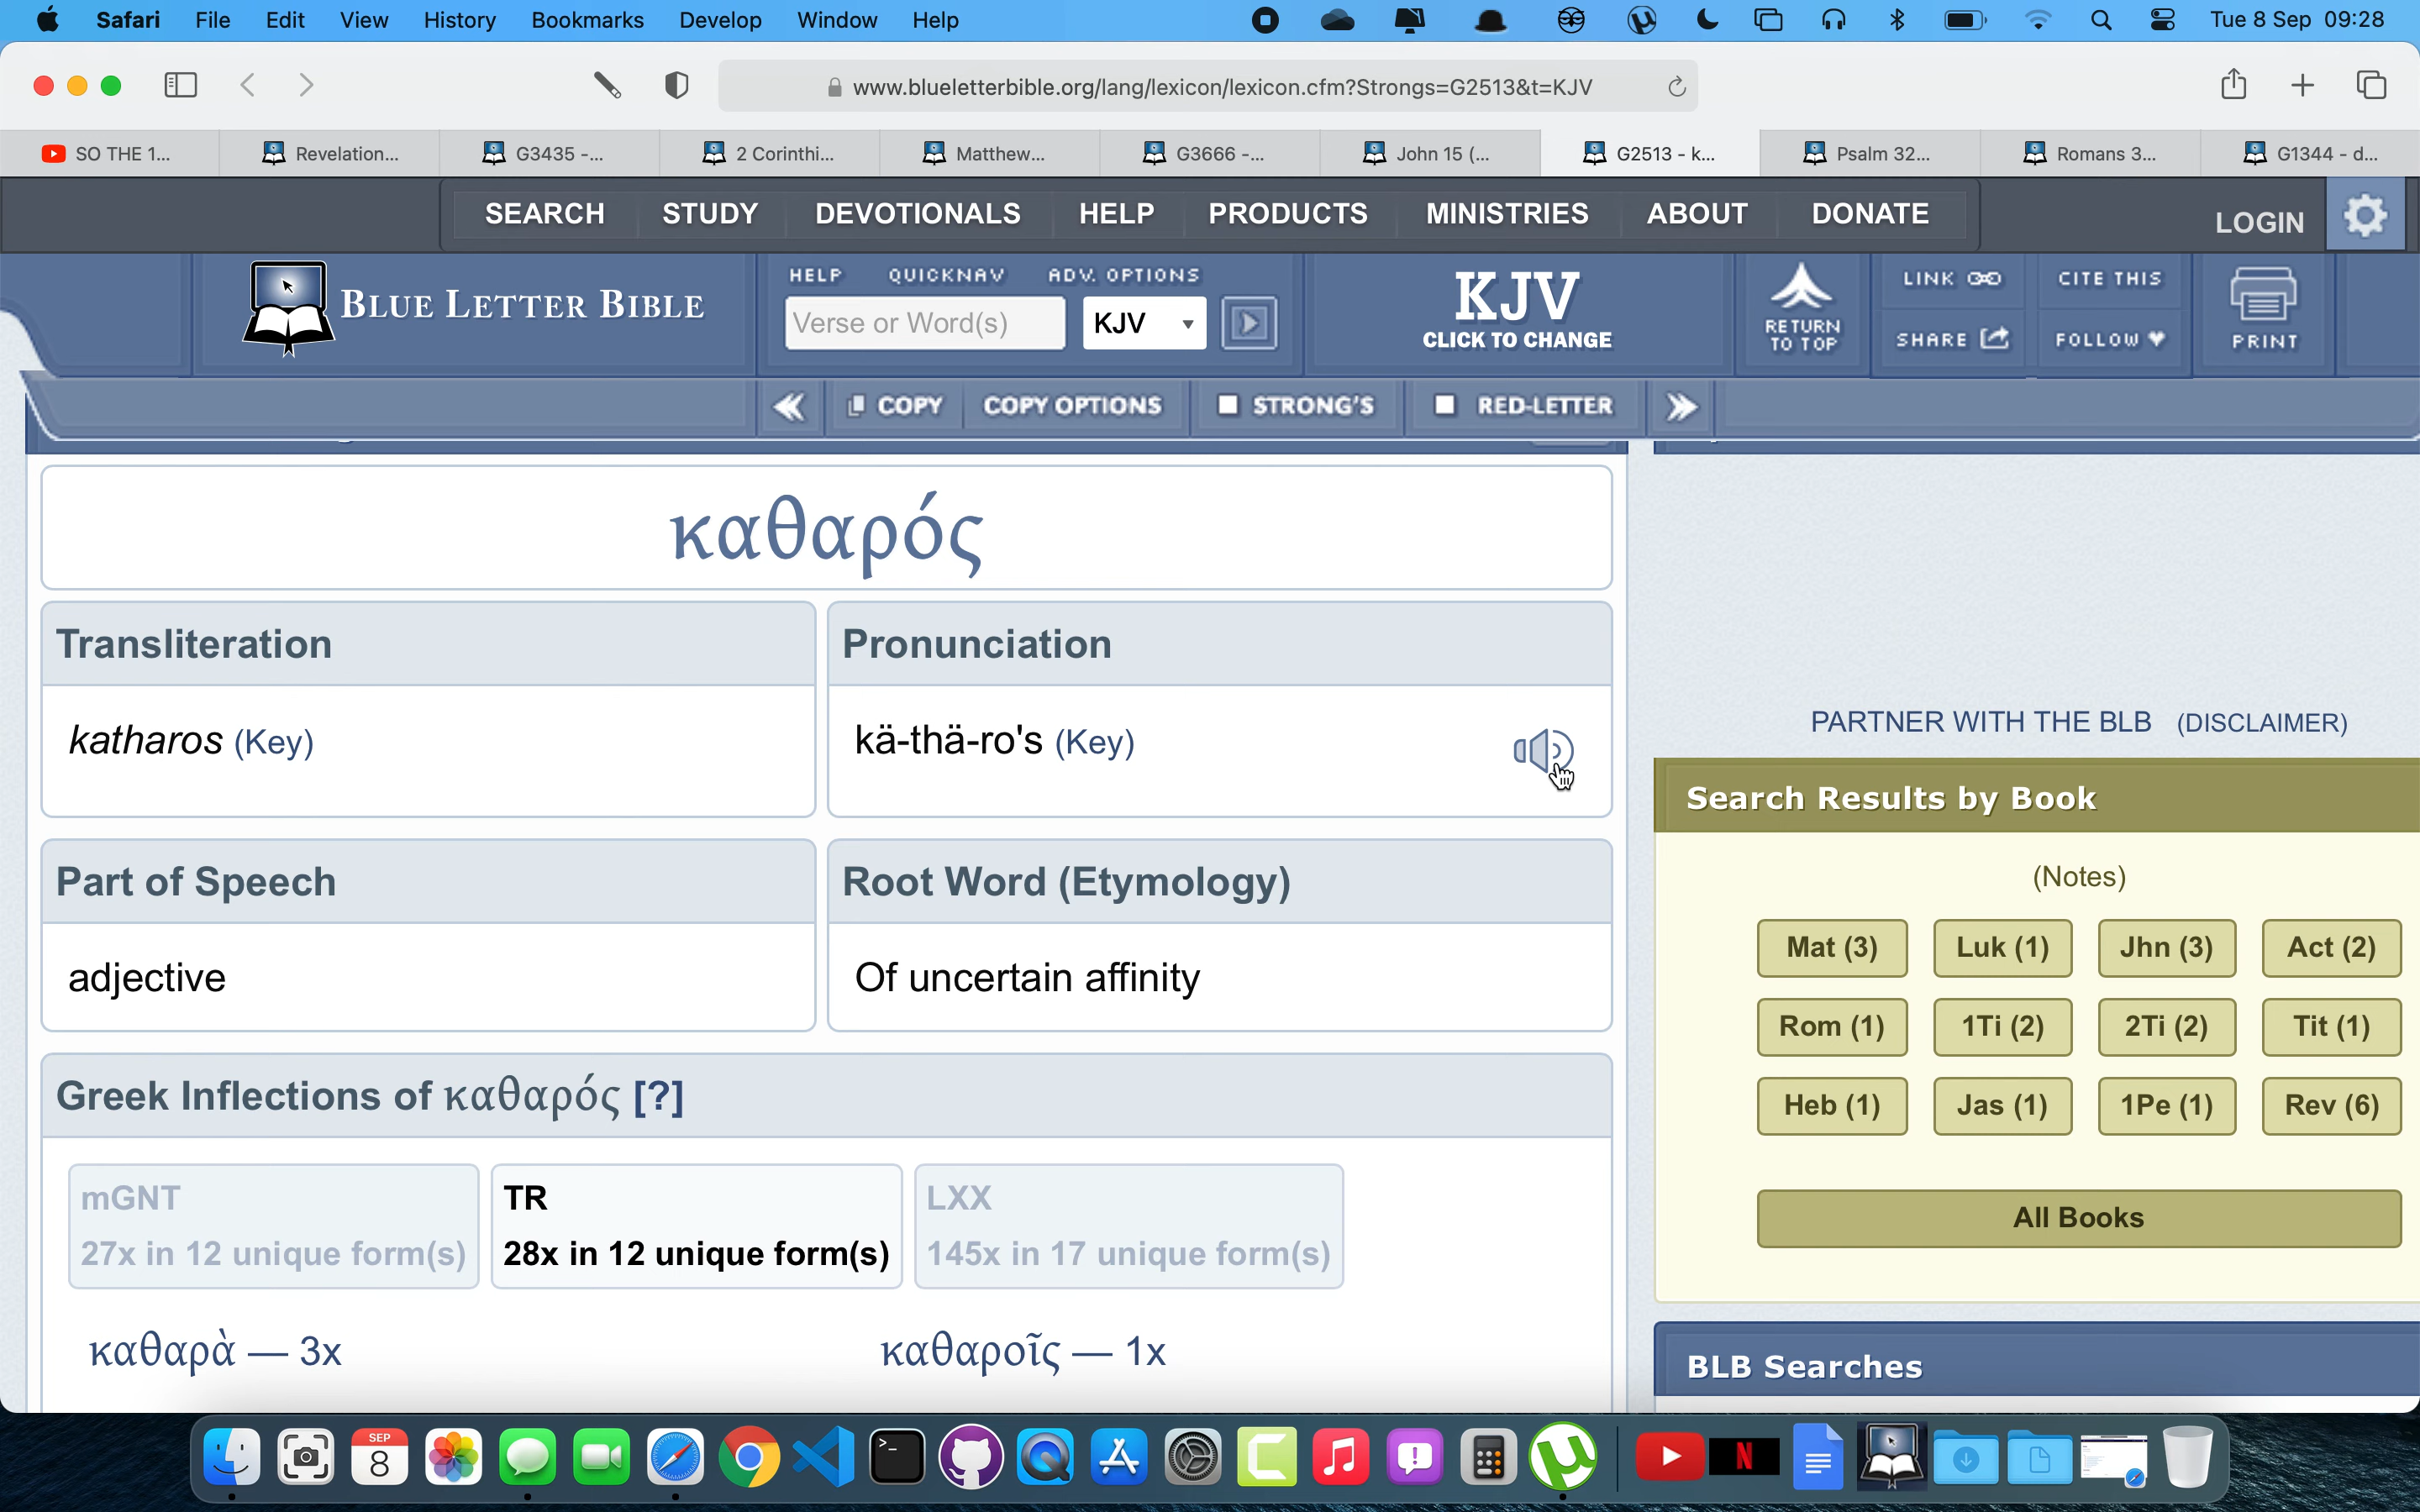 Safari File Edit View History Bookmarks Develop Window Help Tue 8 Sep 09:28
www.blueletterbible.org/lang/lexicon/lexicon.cfm?Strongs=G2513&t=KJV
SO THE 1... Revelation... G3435 -... 2 Corinthi... Matthew... G3666 -... John 15 (... G2513 - k... Psalm 32... Romans 3... G1344 - d...
SEARCH STUDY DEVOTIONALS HELP PRODUCTS MINISTRIES ABOUT DONATE LOGIN
HELP QUICKNAV ADV. OPTIONS
BLUE LETTER BIBLE
Verse or Word(s) KJV
KJV
CLICK TO CHANGE
RETURN
TO TOP
LINK CITE THIS
SHARE FOLLOW PRINT
COPY COPY OPTIONS STRONG'S RED-LETTER
καθαρός
Transliteration
katharos (Key)
Pronunciation
kä-thä-ro's (Key)
Part of Speech
adjective
Root Word (Etymology)
Of uncertain affinity
Greek Inflections of καθαρός [?]
mGNT
27x in 12 unique form(s)
TR
28x in 12 unique form(s)
LXX
145x in 17 unique form(s)
καθαρὰ — 3x
καθαροῖς — 1x
PARTNER WITH THE BLB (DISCLAIMER)
Search Results by Book
(Notes)
Mat (3) Luk (1) Jhn (3) Act (2)
Rom (1) 1Ti (2) 2Ti (2) Tit (1)
Heb (1) Jas (1) 1Pe (1) Rev (6)
All Books
BLB Searches
SEP
8
N